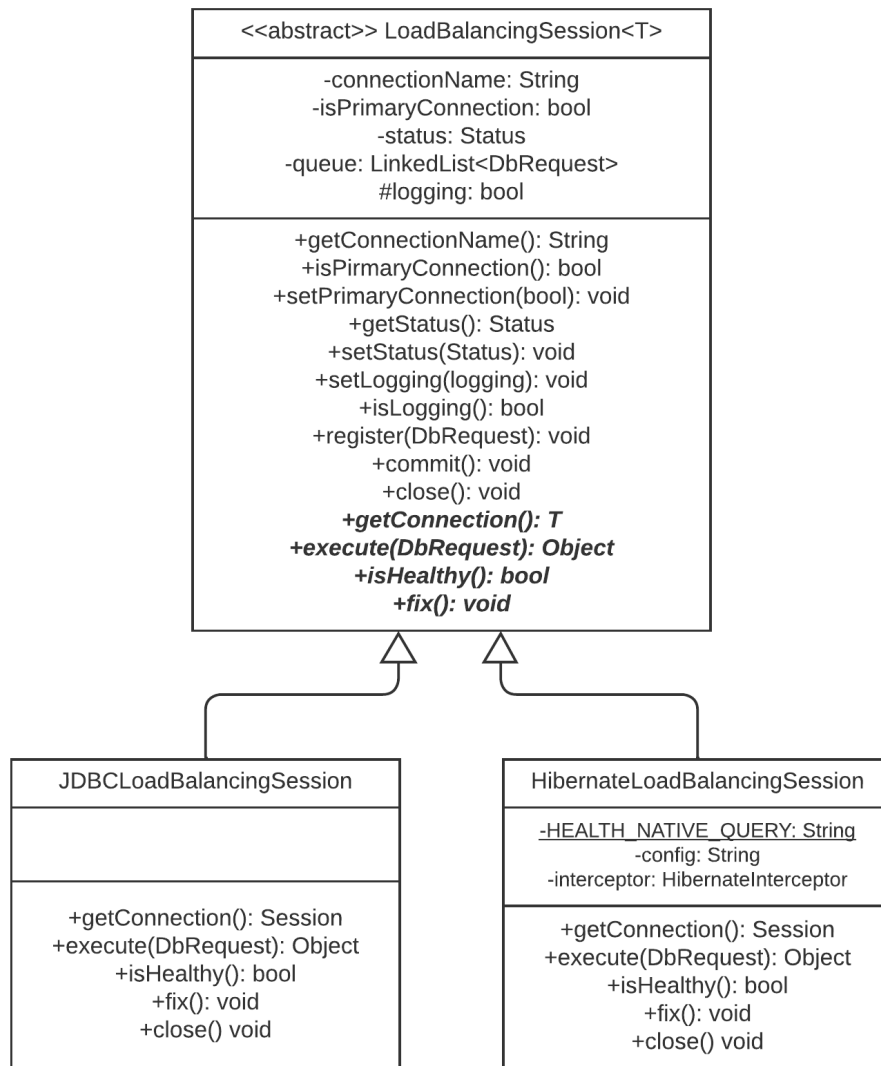 <<abstract>> LoadBalancingSession<T>
-connectionName: String
-isPrimaryConnection: bool
-status: Status
-queue: LinkedList<DbRequest>
#logging: bool
+getConnectionName(): String
+isPirmaryConnection(): bool
+setPrimaryConnection(bool): void
+getStatus(): Status
+setStatus(Status): void
+setLogging(logging): void
+isLogging(): bool
+register(DbRequest): void
+commit(): void
+close(): void
+getConnection(): T
+execute(DbRequest): Object
+isHealthy(): bool
+fix(): void
JDBCLoadBalancingSession
+getConnection(): Session
+execute(DbRequest): Object
+isHealthy(): bool
+fix(): void
+close() void
HibernateLoadBalancingSession
-HEALTH_NATIVE_QUERY: String
-config: String
-interceptor: HibernateInterceptor
+getConnection(): Session
+execute(DbRequest): Object
+isHealthy(): bool
+fix(): void
+close() void